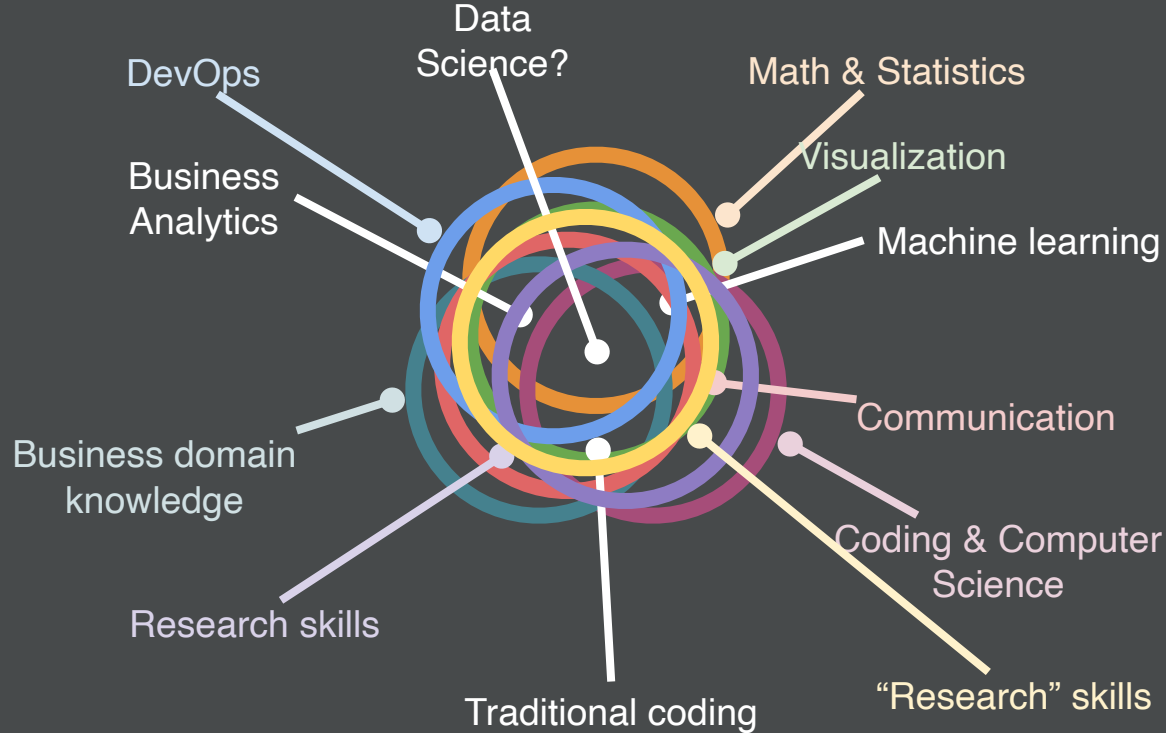 Data
Science?
DevOps
Math & Statistics
Visualization
Business
Analytics
Machine learning
Communication
Business domain
knowledge
Coding & Computer
Science
Research skills
“Research” skills
Traditional coding